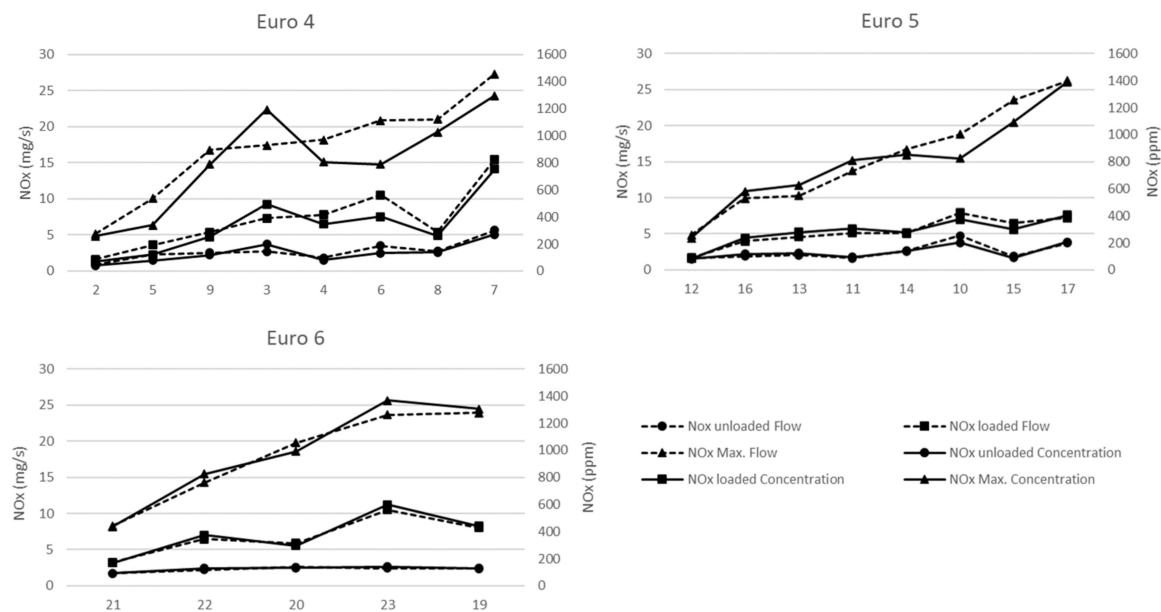 Euro 4
NOx (mg/s)
30
25
20
15
10
5
0
1600
1400
1200
1000
800
600
400
200
0
NOx (ppm)
2 5 9 3 4 6 8 7
Euro 5
NOx (mg/s)
30
25
20
15
10
5
0
1600
1400
1200
1000
800
600
400
200
0
NOx (ppm)
12 16 13 11 14 10 15 17
Euro 6
NOx (mg/s)
30
25
20
15
10
5
0
1600
1400
1200
1000
800
600
400
200
0
NOx (ppm)
21 22 20 23 19
Nox unloaded Flow
NOx loaded Flow
NOx Max. Flow
NOx unloaded Concentration
NOx loaded Concentration
NOx Max. Concentration